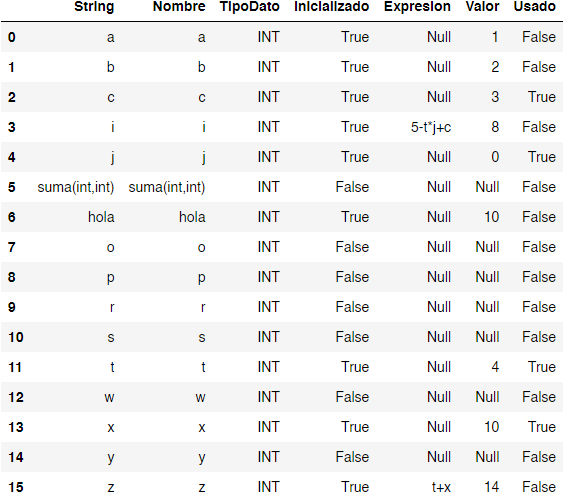 String Nombre TipoDato Inicializado Expresion Valor Usado
0 a a INT True Null 1 False
1 b b INT True Null 2 False
2 c c INT True Null 3 True
3 i i INT True 5-t*j+c 8 False
4 j j INT True Null 0 True
5 suma(int,int) suma(int,int) INT False Null Null False
6 hola hola INT True Null 10 False
7 o o INT False Null Null False
8 p p INT False Null Null False
9 r r INT False Null Null False
10 s s INT False Null Null False
11 t t INT True Null 4 True
12 w w INT False Null Null False
13 x x INT True Null 10 True
14 y y INT False Null Null False
15 z z INT True t+x 14 False